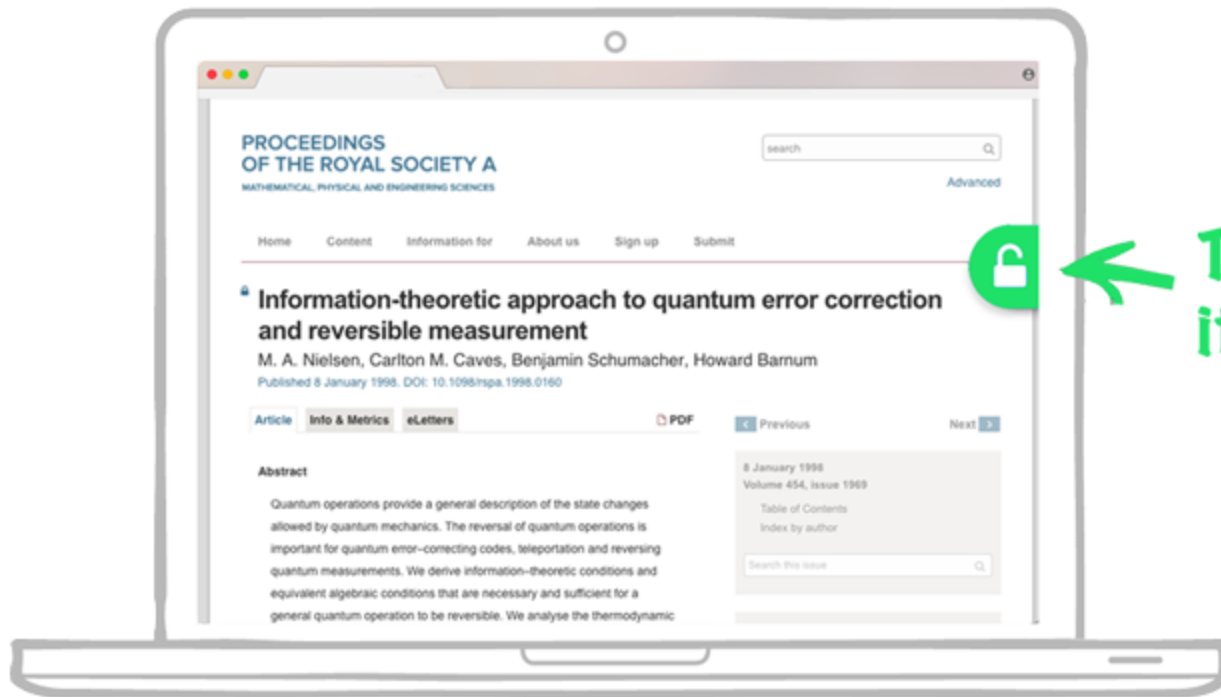 PROCEEDINGS
OF THE ROYAL SOCIETY A
MATHEMATICAL, PHYSICAL AND ENGINEERING SCIENCES
search
Advanced
Home Content Information for About us Sign up Submit
Information-theoretic approach to quantum error correction
and reversible measurement
M. A. Nielsen, Carlton M. Caves, Benjamin Schumacher, Howard Barnum
Published 8 January 1998. DOI: 10.1098/rspa.1998.0160
Article Info & Metrics eLetters PDF
Previous Next
Abstract
Quantum operations provide a general description of the state changes
allowed by quantum mechanics. The reversal of quantum operations is
important for quantum error–correcting codes, teleportation and reversing
quantum measurements. We derive information–theoretic conditions and
equivalent algebraic conditions that are necessary and sufficient for a
general quantum operation to be reversible. We analyse the thermodynamic
8 January 1998
Volume 454, issue 1969
Table of Contents
Index by author
Search this issue